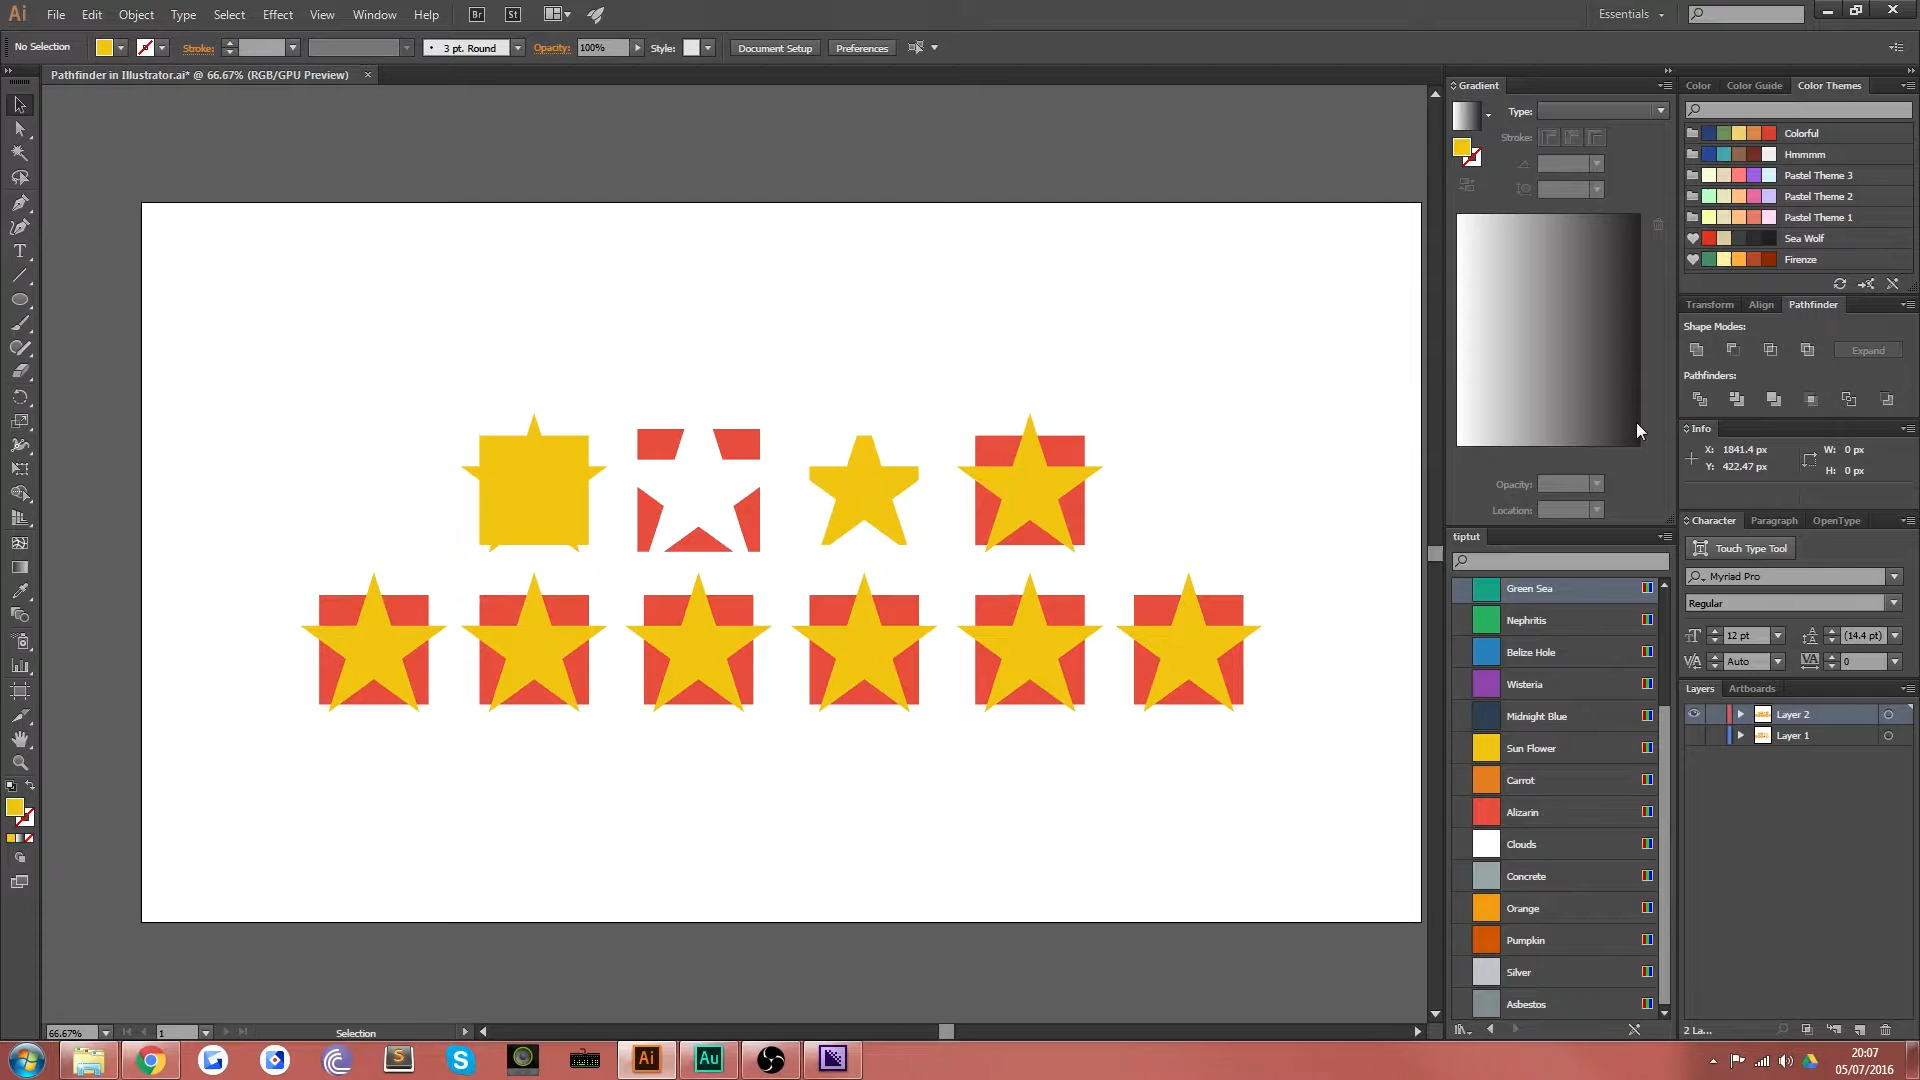 Ai File Edit Object Type Select Effect View Window Help Br St Essentials
No Selection Stroke: 3 pt. Round Opacity: 100% Style: Document Setup Preferences
Pathfinder in Illustrator.ai* @ 66.67% (RGB/GPU Preview)
Gradient
Type:
Stroke:
Opacity:
Location:
Color Color Guide Color Themes
Colorful
Hmmmm
Pastel Theme 3
Pastel Theme 2
Pastel Theme 1
Sea Wolf
Firenze
Transform Align Pathfinder
Shape Modes:
Expand
Pathfinders:
Info
X: 1841.4 px W: 0 px
Y: 422.47 px H: 0 px
Character Paragraph OpenType
Touch Type Tool
Myriad Pro
Regular
12 pt (14.4 pt)
Auto 0
tiptut
Green Sea
Nephritis
Belize Hole
Wisteria
Midnight Blue
Sun Flower
Carrot
Alizarin
Clouds
Concrete
Orange
Pumpkin
Silver
Asbestos
Layers Artboards
Layer 2
Layer 1
2 La...
66.67% 1 Selection
S Ai Au
20:07
05/07/2016